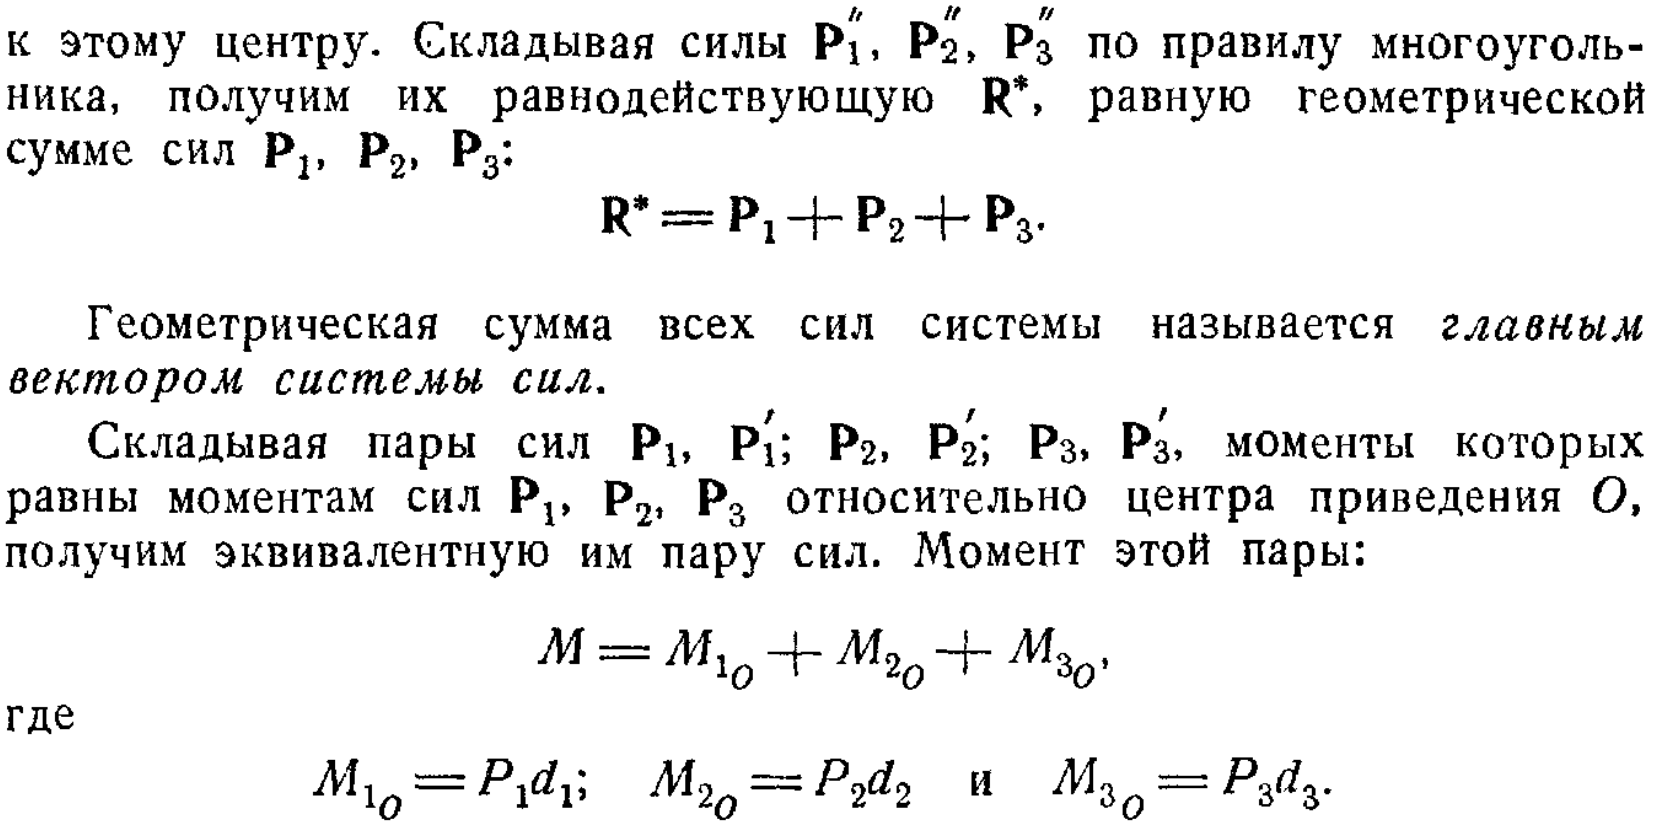 к этому центру. Складывая силы P₁″, P₂″, P₃″ по правилу многоуголь-
ника, получим их равнодействующую R*, равную геометрической
сумме сил P₁, P₂, P₃:
R* = P₁ + P₂ + P₃.
Геометрическая сумма всех сил системы называется главным
вектором системы сил.
Складывая пары сил P₁, P₁′; P₂, P₂′; P₃, P₃′, моменты которых
равны моментам сил P₁, P₂, P₃ относительно центра приведения O,
получим эквивалентную им пару сил. Момент этой пары:
M = M₁O + M₂O + M₃O,
где
M₁O = P₁d₁; M₂O = P₂d₂ и M₃O = P₃d₃.